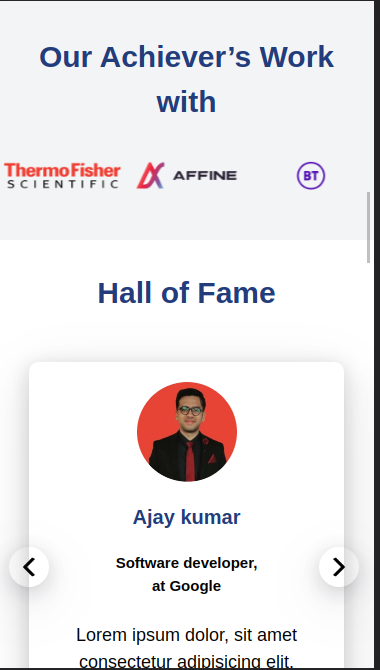 Our Achiever’s Work
with
ThermoFisher
SCIENTIFIC
AFFINE
BT
Hall of Fame
Ajay kumar
Software developer,
at Google
Lorem ipsum dolor, sit amet
consectetur adipisicing elit.